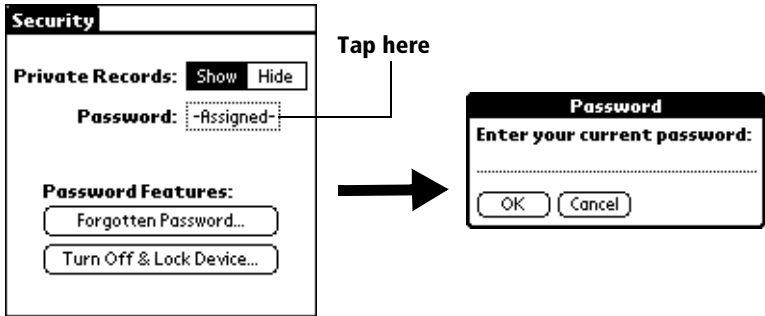 Security
Tap here
Private Records: Show Hide
Password: -Assigned-
Password
Enter your current password:
OK Cancel
Password Features:
Forgotten Password...
Turn Off & Lock Device...